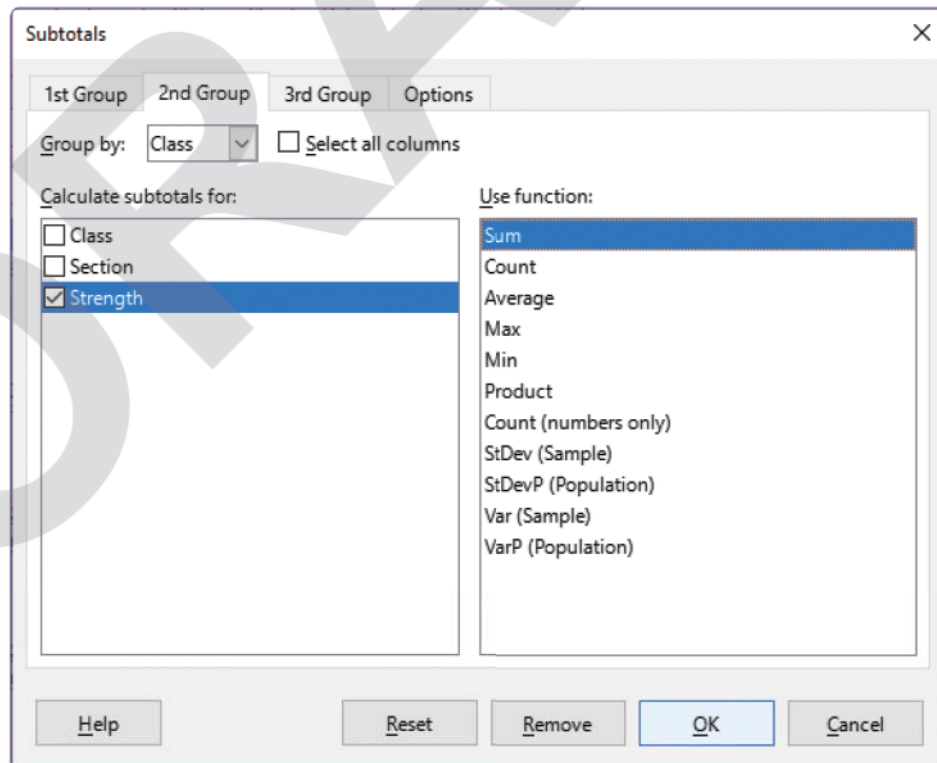 Subtotals
1st Group 2nd Group 3rd Group Options
Group by: Class Select all columns
Calculate subtotals for:
Class
Section
Strength
Use function:
Sum
Count
Average
Max
Min
Product
Count (numbers only)
StDev (Sample)
StDevP (Population)
Var (Sample)
VarP (Population)
Help Reset Remove OK Cancel